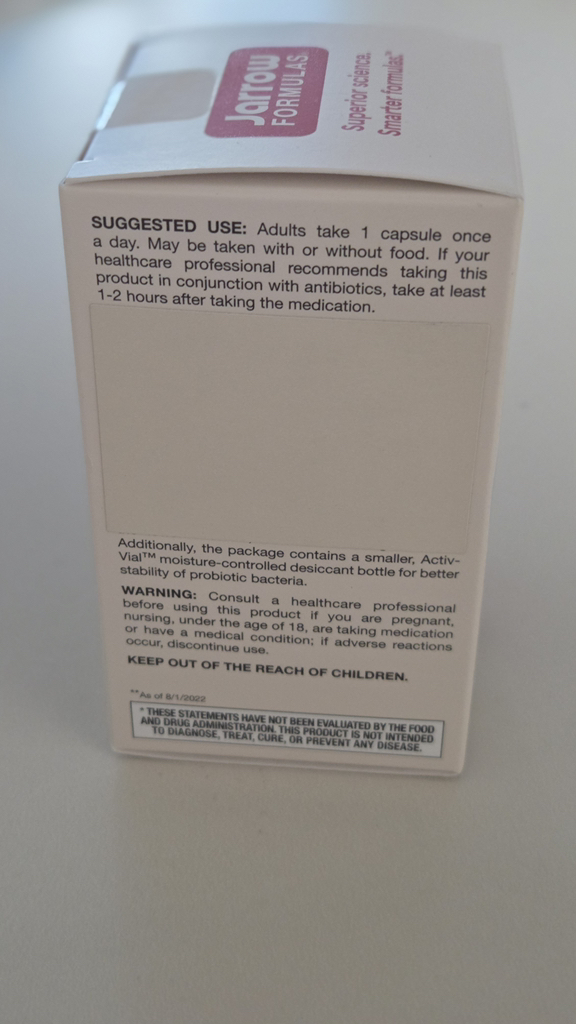 Jarrow
FORMULAS®
Superior science.
Smarter formulas.™
SUGGESTED USE: Adults take 1 capsule once
a day. May be taken with or without food. If your
healthcare professional recommends taking this
product in conjunction with antibiotics, take at least
1-2 hours after taking the medication.
Additionally, the package contains a smaller, Activ-
Vial™ moisture-controlled desiccant bottle for better
stability of probiotic bacteria.
WARNING: Consult a healthcare professional
before using this product if you are pregnant,
nursing, under the age of 18, are taking medication
or have a medical condition; if adverse reactions
occur, discontinue use.
KEEP OUT OF THE REACH OF CHILDREN.
**As of 8/1/2022
* THESE STATEMENTS HAVE NOT BEEN EVALUATED BY THE FOOD
AND DRUG ADMINISTRATION. THIS PRODUCT IS NOT INTENDED
TO DIAGNOSE, TREAT, CURE, OR PREVENT ANY DISEASE.